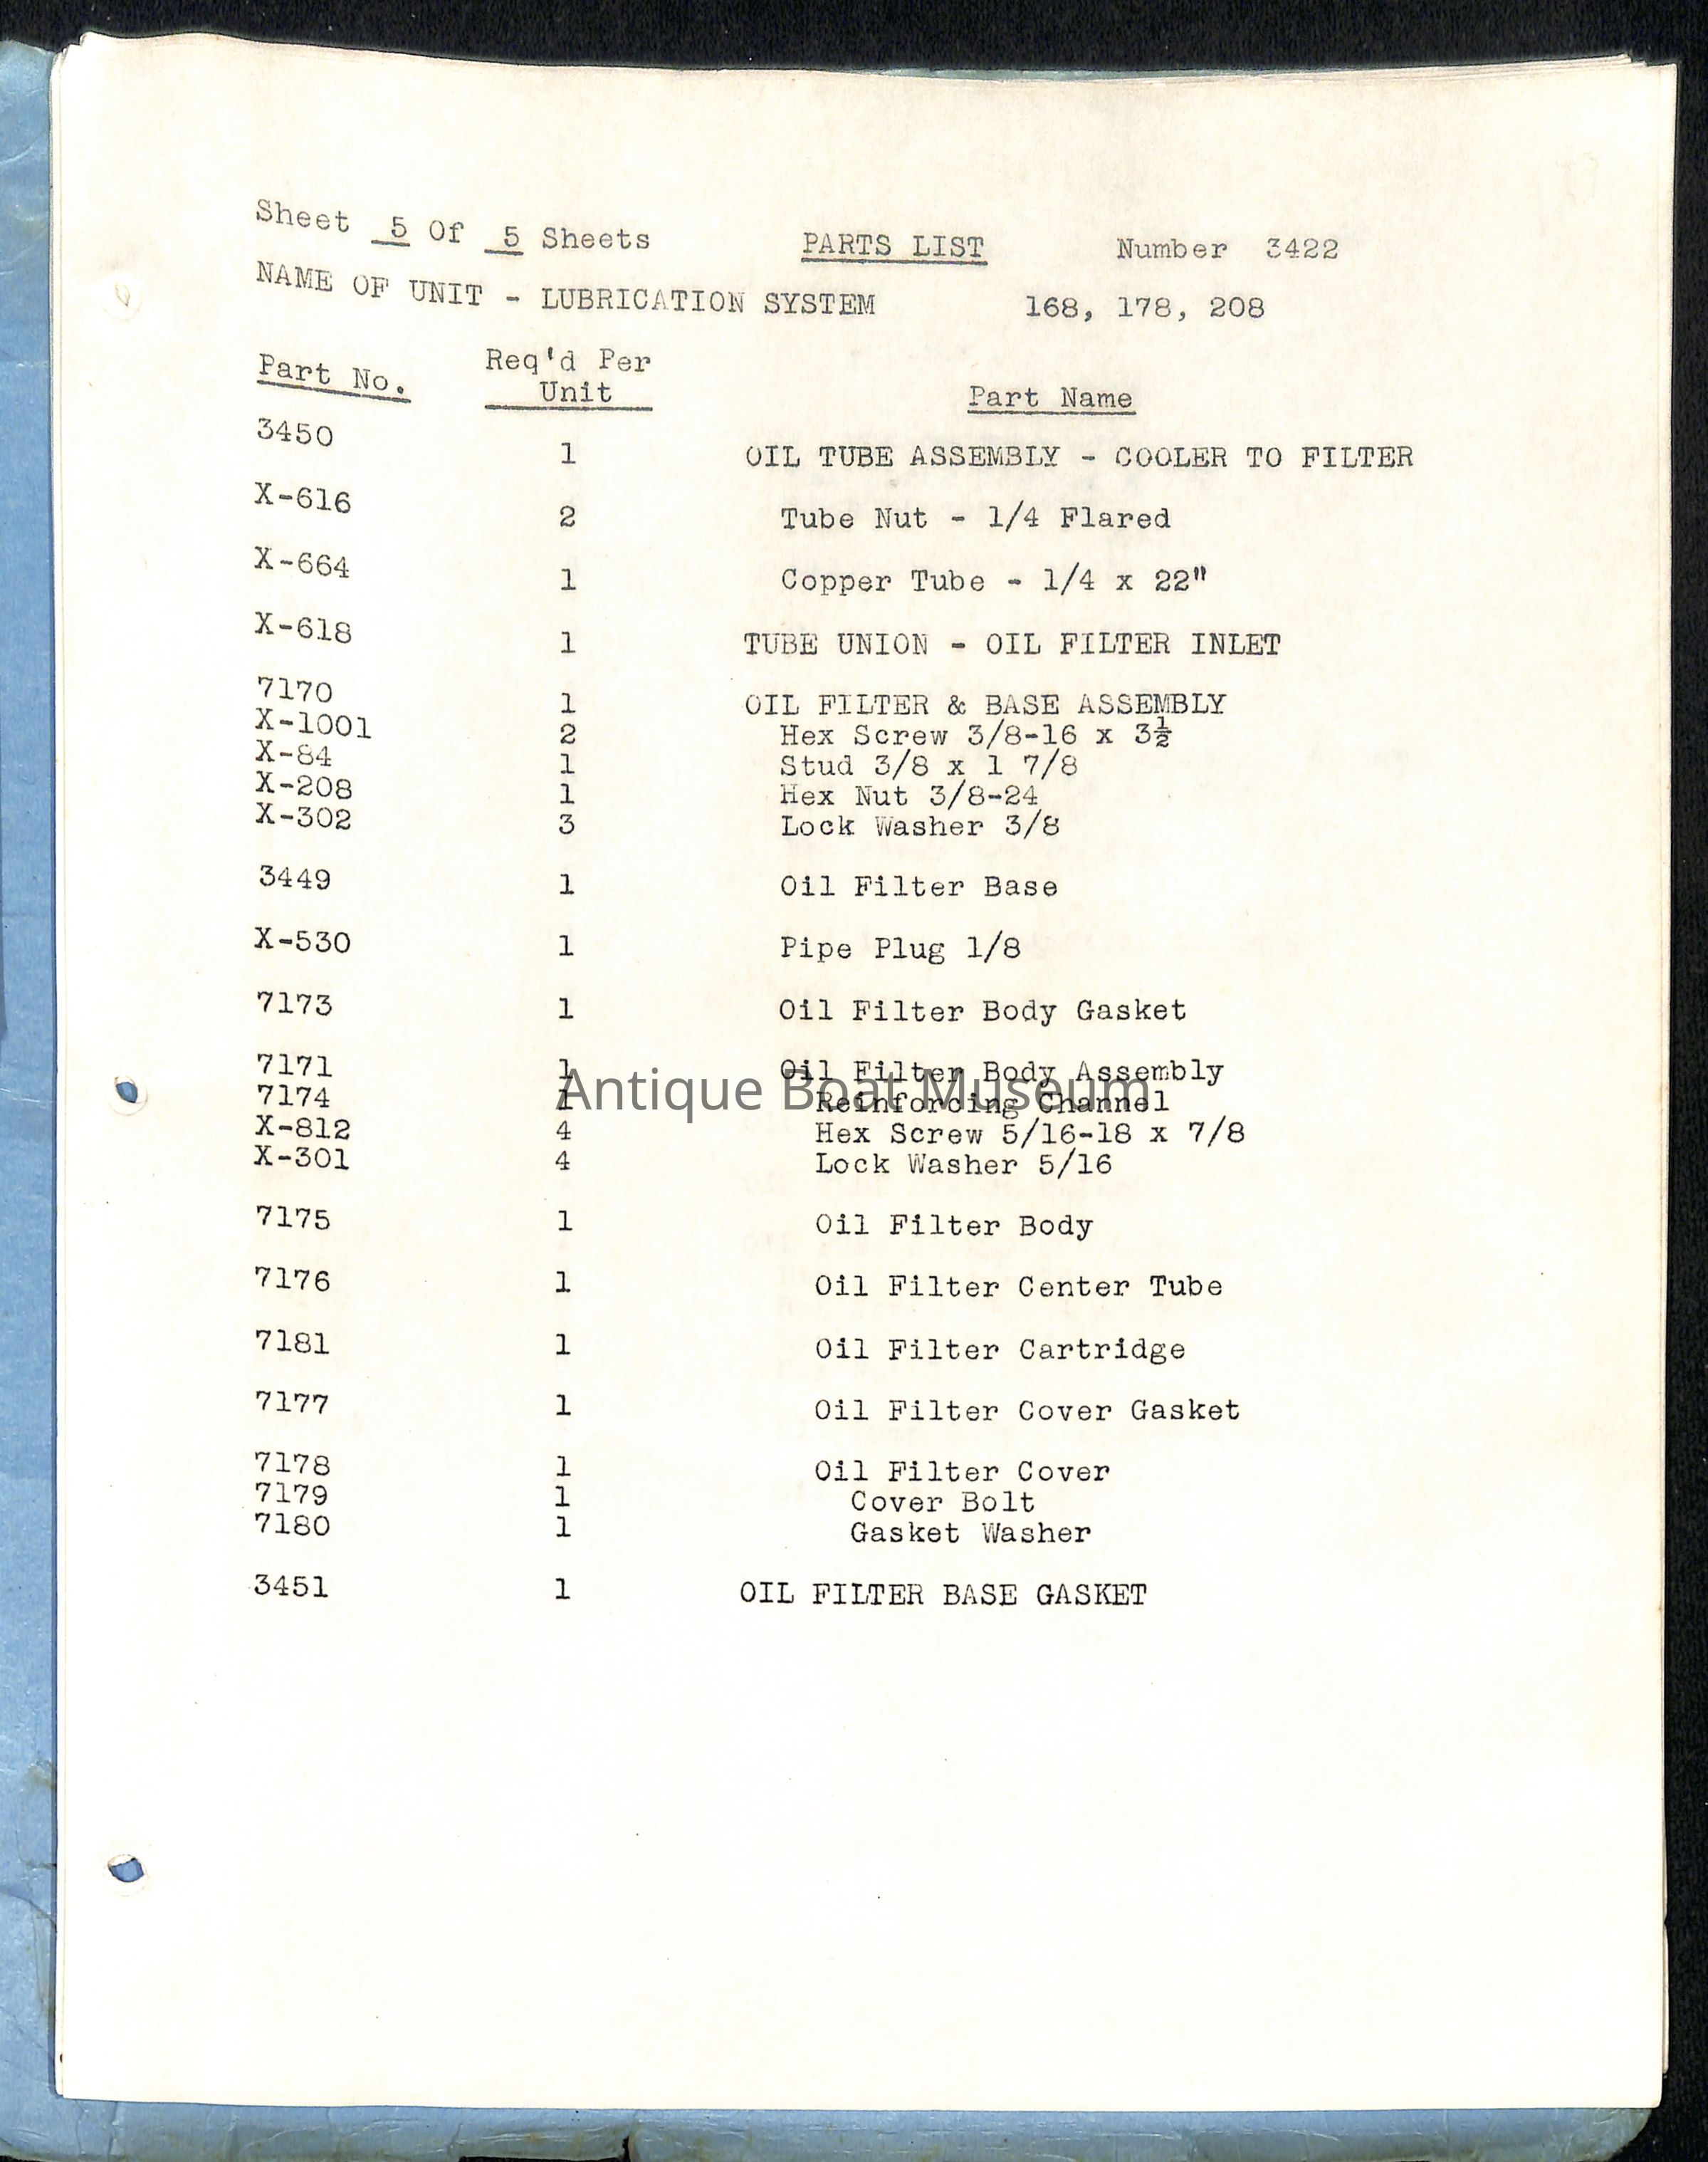 Sheet 5 Of 5 Sheets PARTS LIST Number 3422
NAME OF UNIT - LUBRICATION SYSTEM 168, 178, 208
Part No. Req'd Per Unit Part Name
3450 1 OIL TUBE ASSEMBLY - COOLER TO FILTER
X-616 2 Tube Nut - 1/4 Flared
X-664 1 Copper Tube - 1/4 x 22"
X-618 1 TUBE UNION - OIL FILTER INLET
7170 1 OIL FILTER & BASE ASSEMBLY
X-1001 2 Hex Screw 3/8-16 x 3½
X-84 1 Stud 3/8 x 1 7/8
X-208 1 Hex Nut 3/8-24
X-302 3 Lock Washer 3/8
3449 1 Oil Filter Base
X-530 1 Pipe Plug 1/8
7173 1 Oil Filter Body Gasket
7171 1 Oil Filter Body Assembly
Antique Boat Museum
7174 1 Reinforcing Channel
X-812 4 Hex Screw 5/16-18 x 7/8
X-301 4 Lock Washer 5/16
7175 1 Oil Filter Body
7176 1 Oil Filter Center Tube
7181 1 Oil Filter Cartridge
7177 1 Oil Filter Cover Gasket
7178 1 Oil Filter Cover
7179 1 Cover Bolt
7180 1 Gasket Washer
3451 1 OIL FILTER BASE GASKET